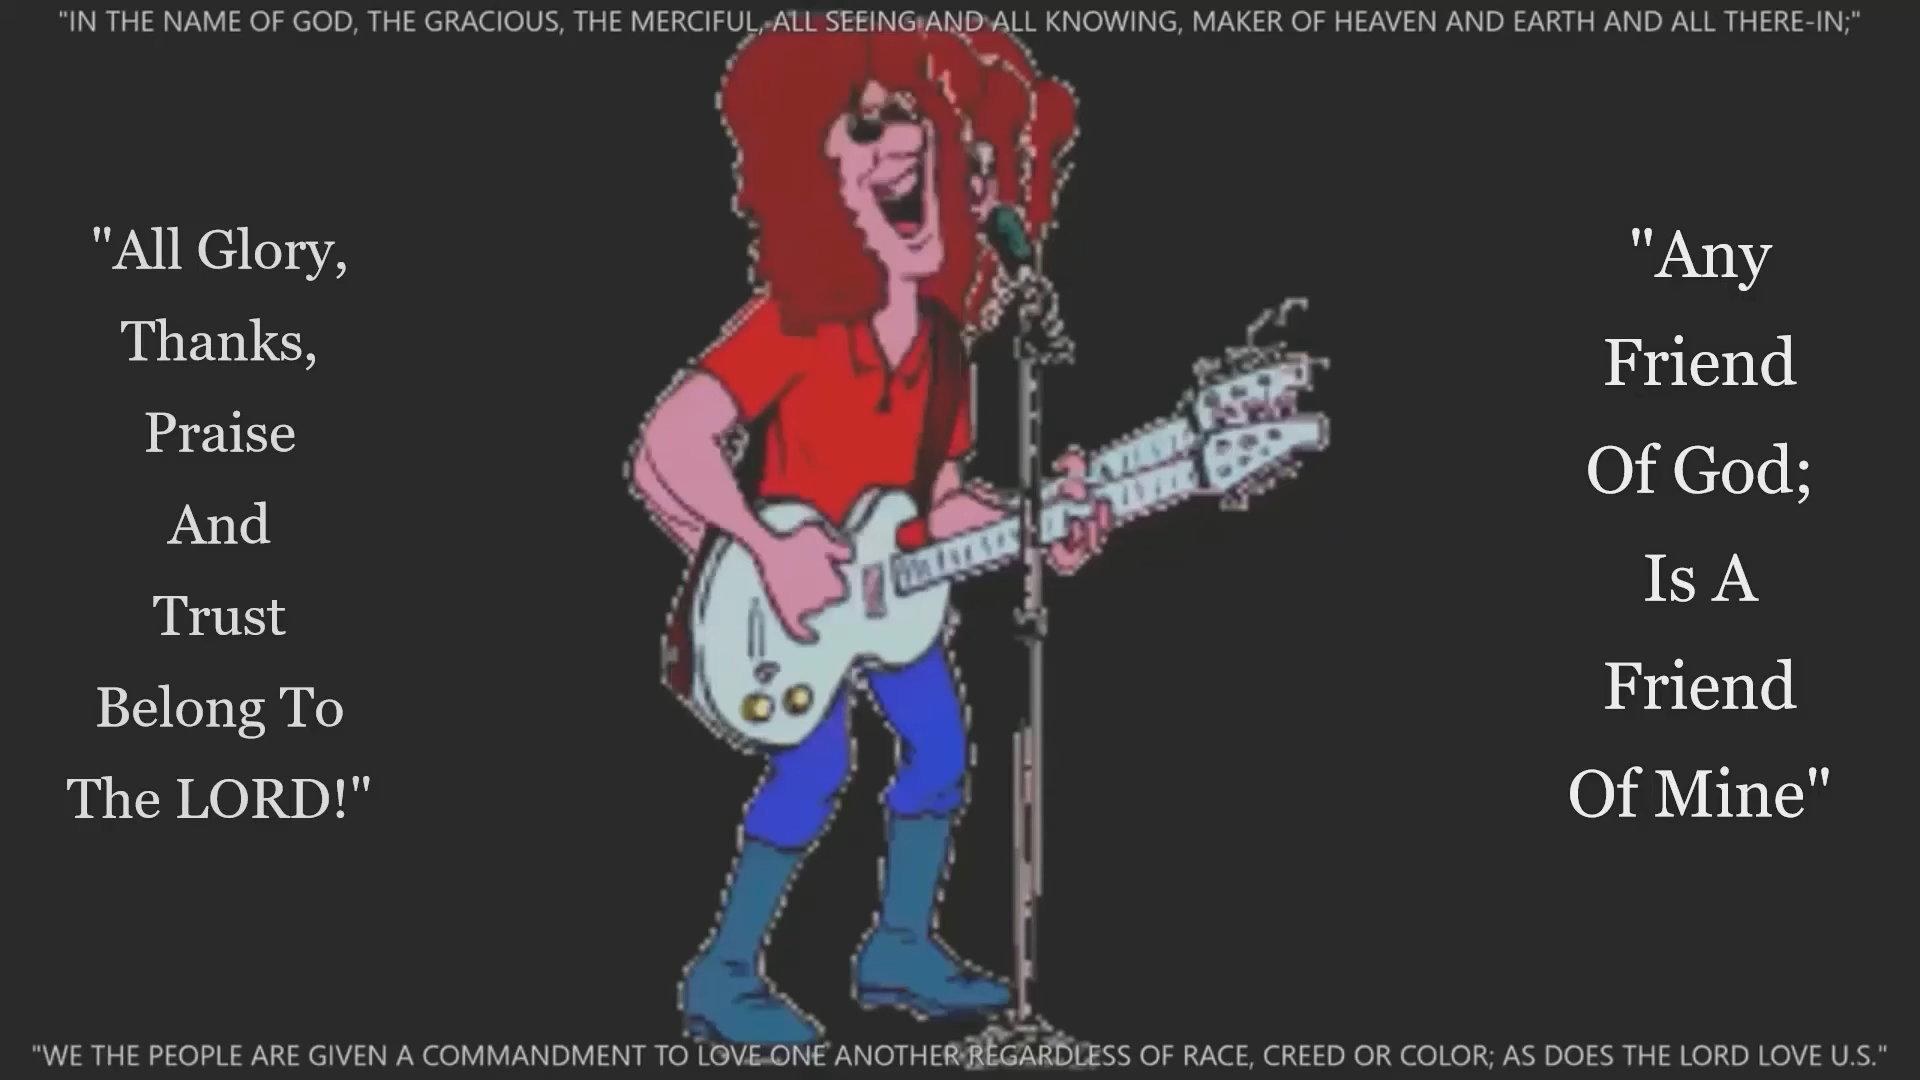 "IN THE NAME OF GOD, THE GRACIOUS, THE MERCIFUL, ALL SEEING AND ALL KNOWING, MAKER OF HEAVEN AND EARTH AND ALL THERE-IN;"
"All Glory,
Thanks,
Praise
And
Trust
Belong To
The LORD!"
"Any
Friend
Of God;
Is A
Friend
Of Mine"
"WE THE PEOPLE ARE GIVEN A COMMANDMENT TO LOVE ONE ANOTHER REGARDLESS OF RACE, CREED OR COLOR; AS DOES THE LORD LOVE U.S."